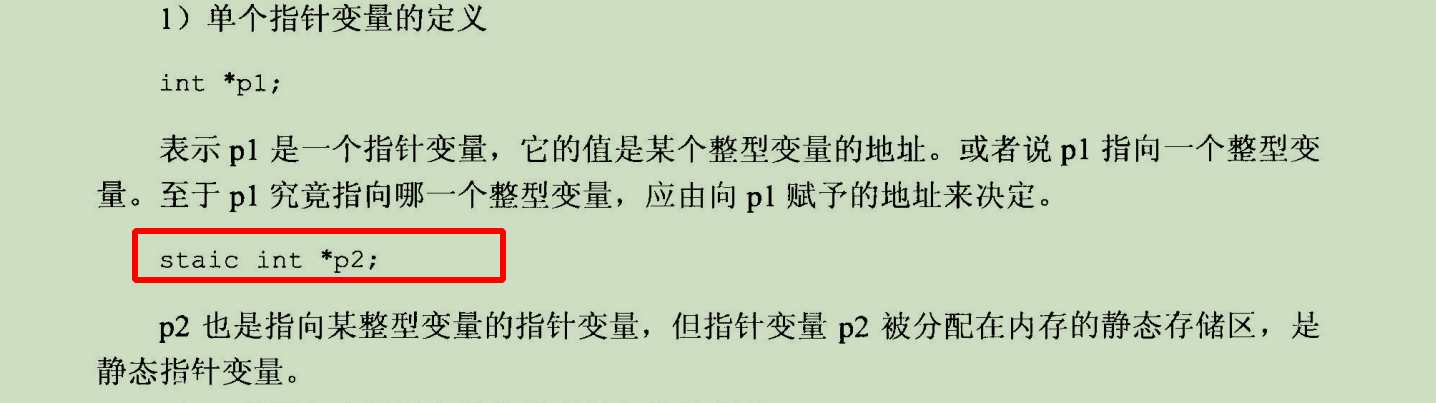 1）单个指针变量的定义
int *p1;
表示 p1 是一个指针变量，它的值是某个整型变量的地址。或者说 p1 指向一个整型变
量。至于 p1 究竟指向哪一个整型变量，应由向 p1 赋予的地址来决定。
staic int *p2;
p2 也是指向某整型变量的指针变量，但指针变量 p2 被分配在内存的静态存储区，是
静态指针变量。